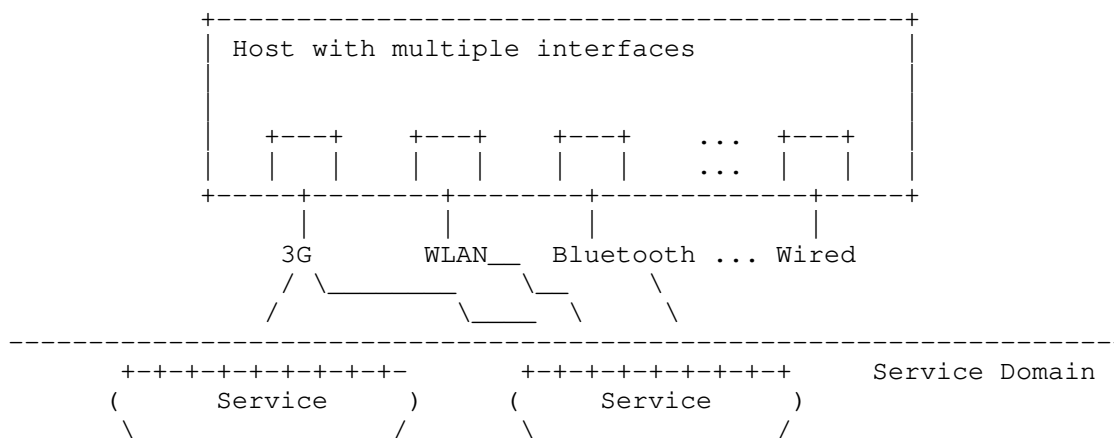 Host with multiple interfaces
...
...
3G WLAN__ Bluetooth ... Wired
Service Domain
Service Service